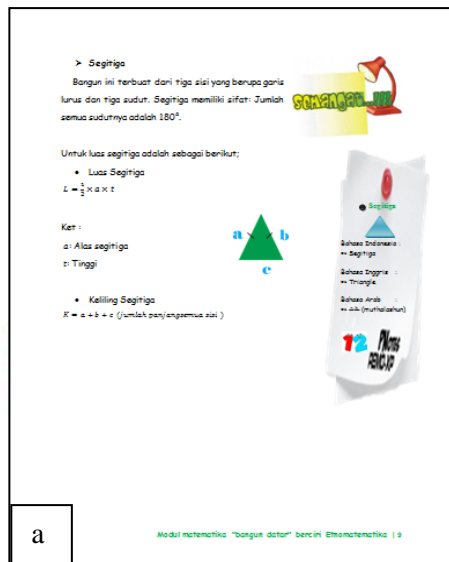 ➤ Segitiga
Bangun ini terbuat dari tiga sisi yang berupa garis
lurus dan tiga sudut. Segitiga memiliki sifat: Jumlah
semua sudutnya adalah 180°.
Untuk luas segitiga adalah sebagai berikut;
• Luas Segitiga
L = 1/2 × a × t
Ket :
a: Alas segitiga
t: Tinggi
• Keliling Segitiga
K = a + b + c (jumlah panjangsemua sisi )
a b
c
semangat...!!!
• Segitiga
Bahasa Indonesia :
Segitiga
Bahasa Inggris :
Triangle
Bahasa Arab :
(muthalashun)
12
Modul matematika "bangun datar" berciri Etnomatematika | 9
a